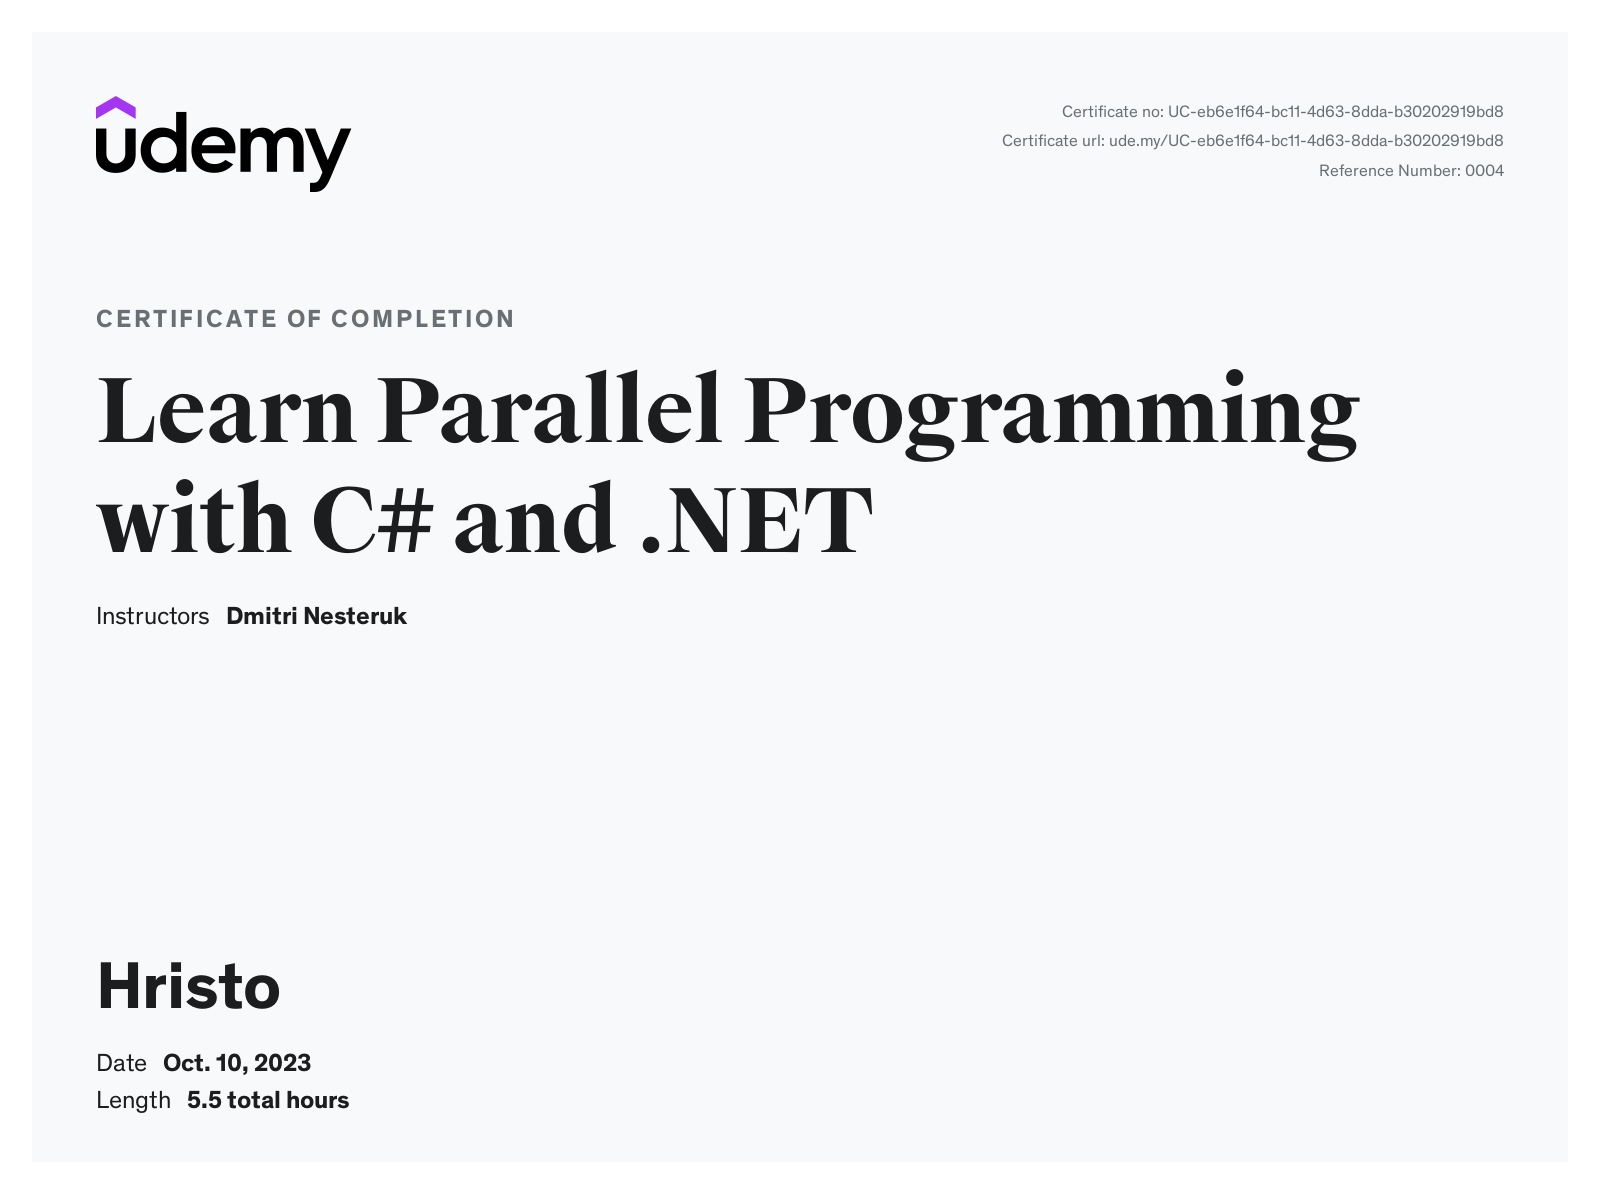 udemy
Certificate no: UC-eb6e1f64-bc11-4d63-8dda-b30202919bd8
Certificate url: ude.my/UC-eb6e1f64-bc11-4d63-8dda-b30202919bd8
Reference Number: 0004
CERTIFICATE OF COMPLETION
Learn Parallel Programming
with C# and .NET
Instructors Dmitri Nesteruk
Hristo
Date Oct. 10, 2023
Length 5.5 total hours